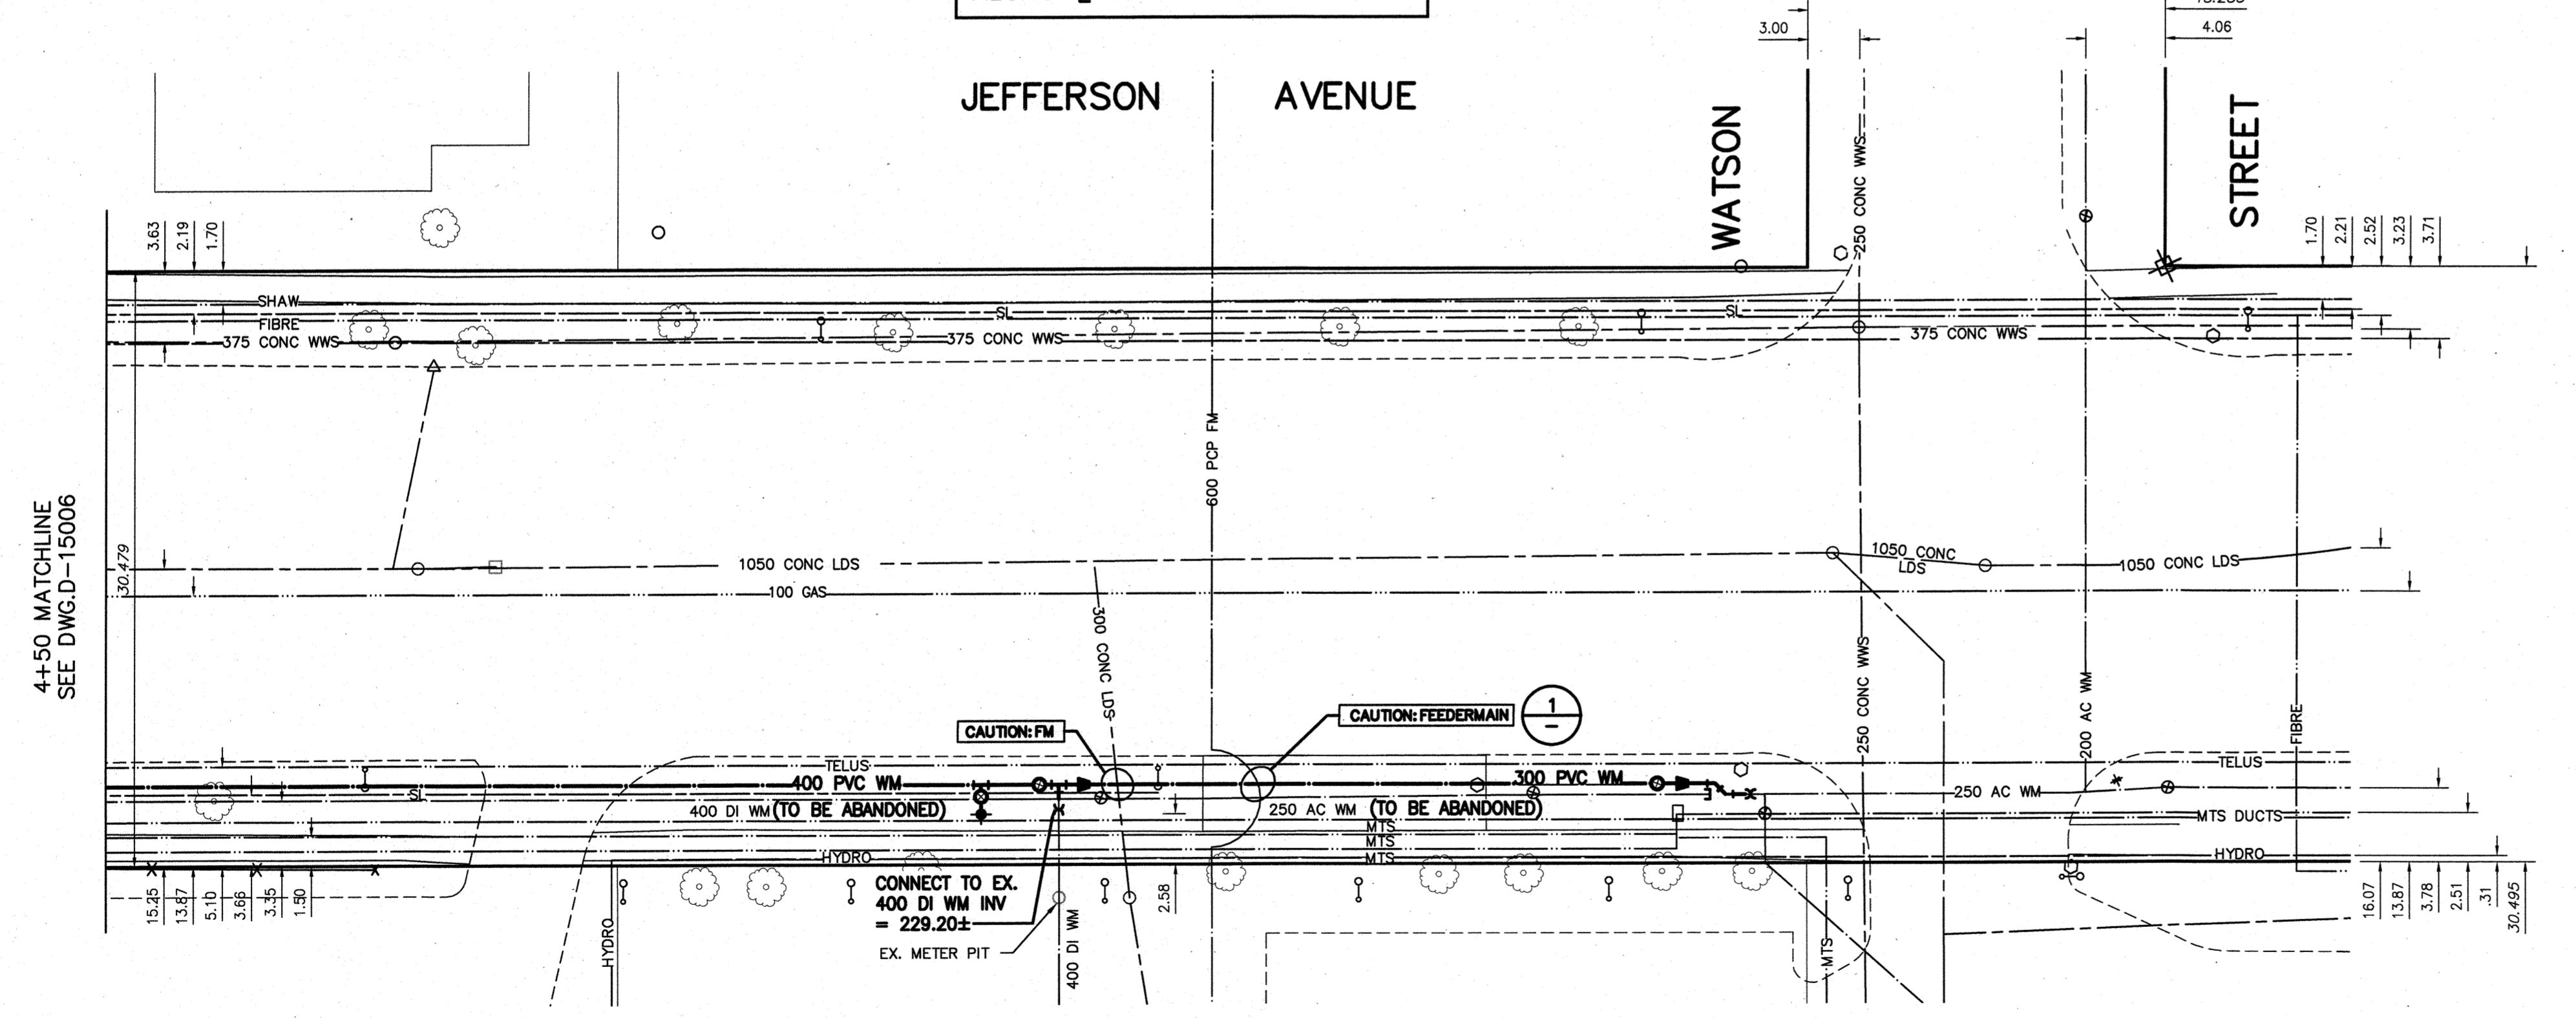 3.00
4.06
JEFFERSON AVENUE
WATSON
STREET
250 CONC WWS
3.63
2.19
1.70
1.70
2.21
2.52
3.23
3.71
SHAW
FIBRE
375 CONC WWS
SL
375 CONC WWS
SL
375 CONC WWS
600 PCP FM
4+50 MATCHLINE
SEE DWG.D-15006
30.479
1050 CONC LDS
1050 CONC
LDS
1050 CONC LDS
100 GAS
300 CONC LDS
250 CONC WWS
200 AC WM
FIBRE
CAUTION: FM
CAUTION: FEEDERMAIN
1
-
TELUS
TELUS
400 PVC WM
300 PVC WM
SL
400 DI WM (TO BE ABANDONED)
250 AC WM (TO BE ABANDONED)
250 AC WM
MTS DUCTS
MTS
MTS
MTS
HYDRO
HYDRO
15.25
13.87
5.10
3.66
3.35
1.50
CONNECT TO EX.
400 DI WM INV
= 229.20±
EX. METER PIT
HYDRO
400 DI WM
2.58
MTS
16.07
13.87
3.78
2.51
.31
30.495